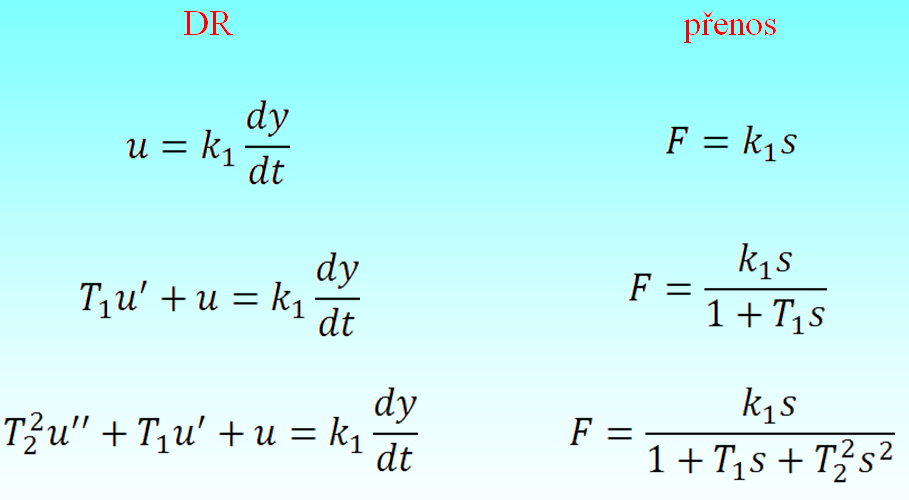 DR přenos
u = k₁ dy/dt F = k₁s
T₁u′ + u = k₁ dy/dt F = k₁s/(1 + T₁s)
T₂²u′′ + T₁u′ + u = k₁ dy/dt F = k₁s/(1 + T₁s + T₂²s²)